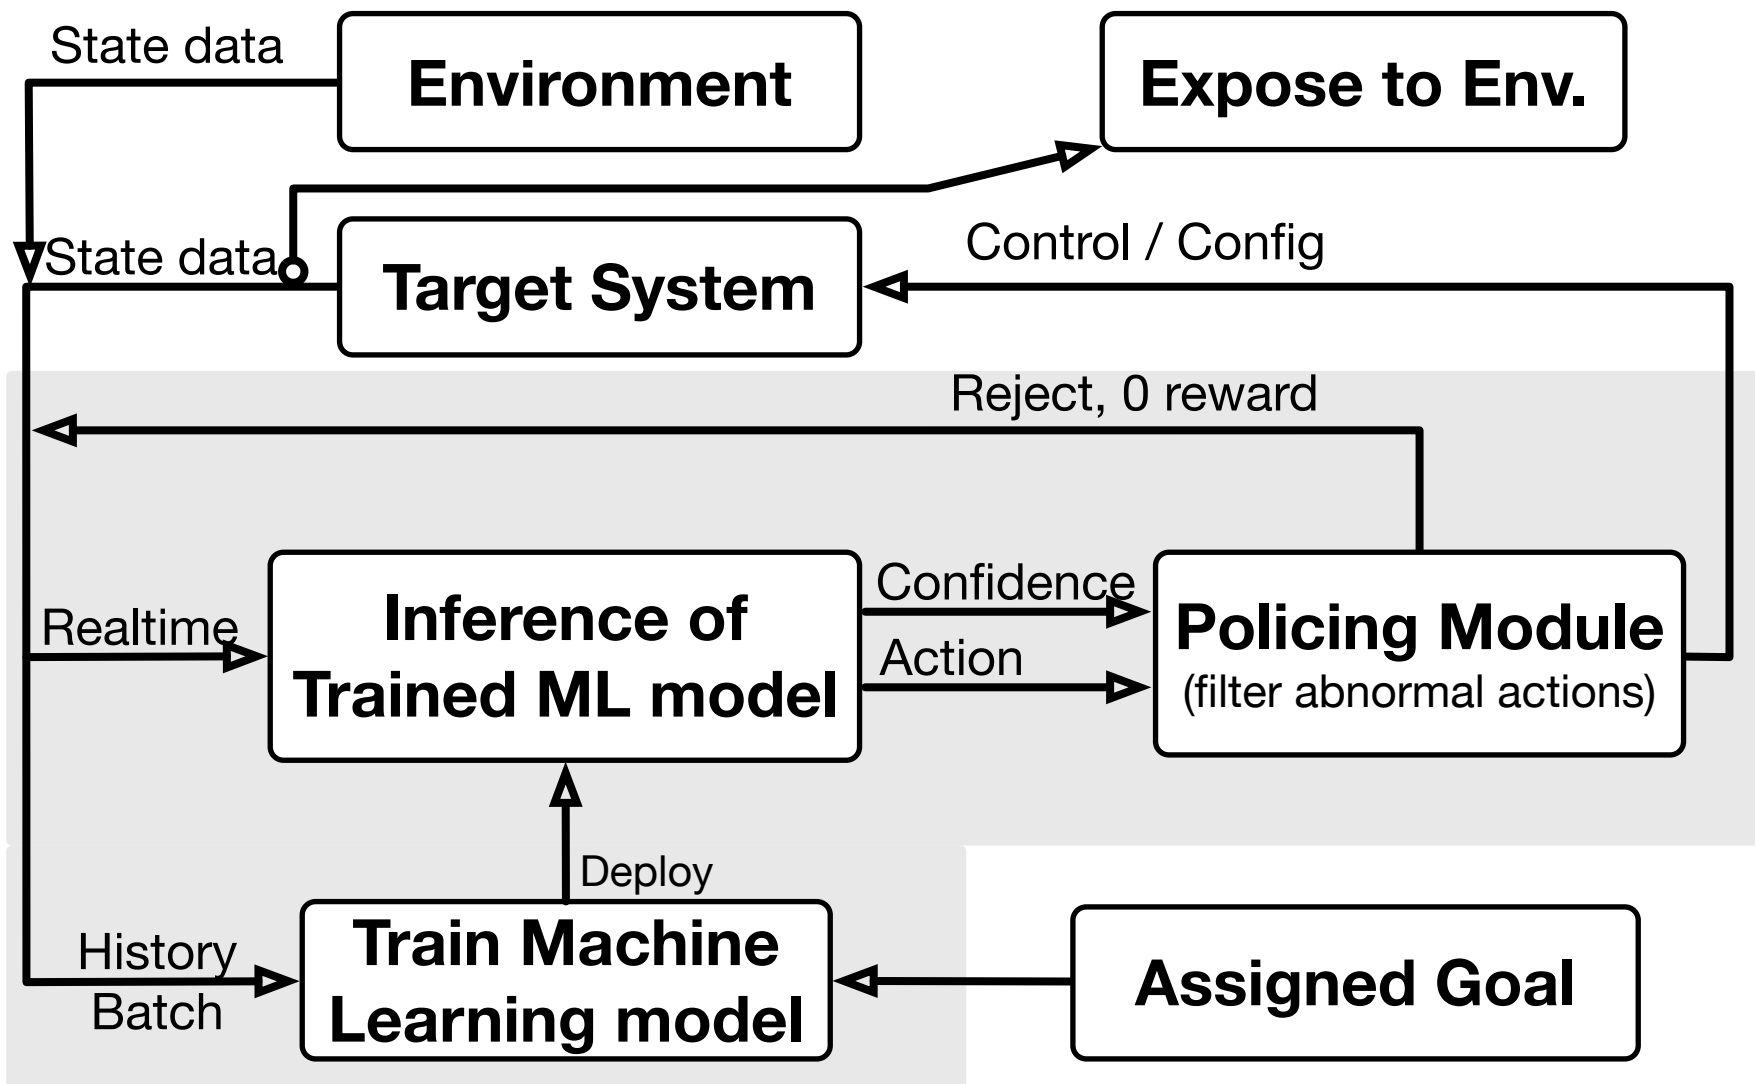 State data
Environment
Expose to Env.
State data
Target System
Control / Config
Reject, 0 reward
Realtime
Inference of
Trained ML model
Confidence
Action
Policing Module
(filter abnormal actions)
Deploy
History
Batch
Train Machine
Learning model
Assigned Goal